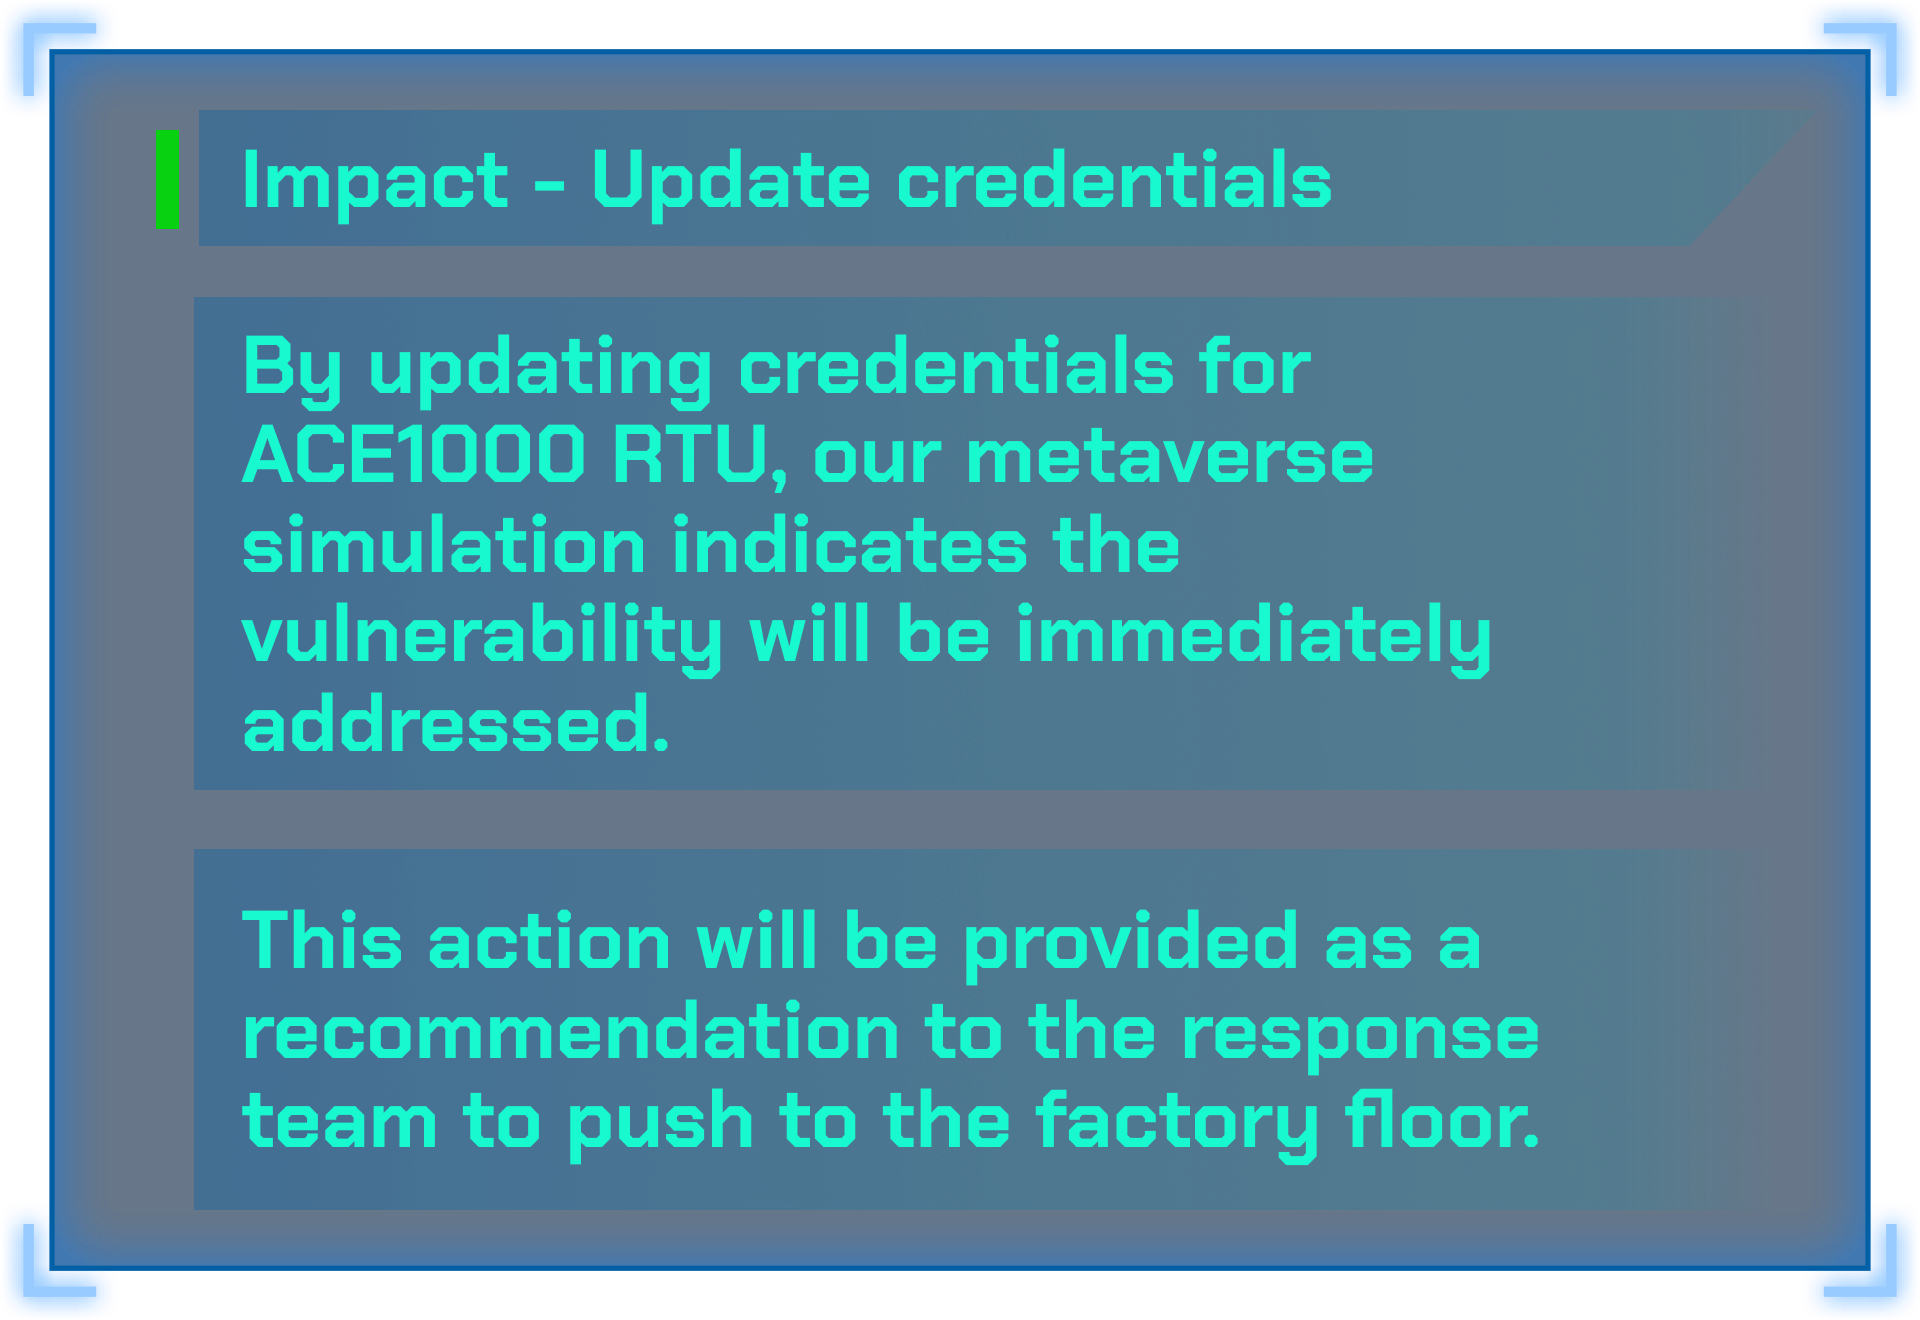 Impact - Update credentials
By updating credentials for
ACE1000 RTU, our metaverse
simulation indicates the
vulnerability will be immediately
addressed.
This action will be provided as a
recommendation to the response
team to push to the factory floor.